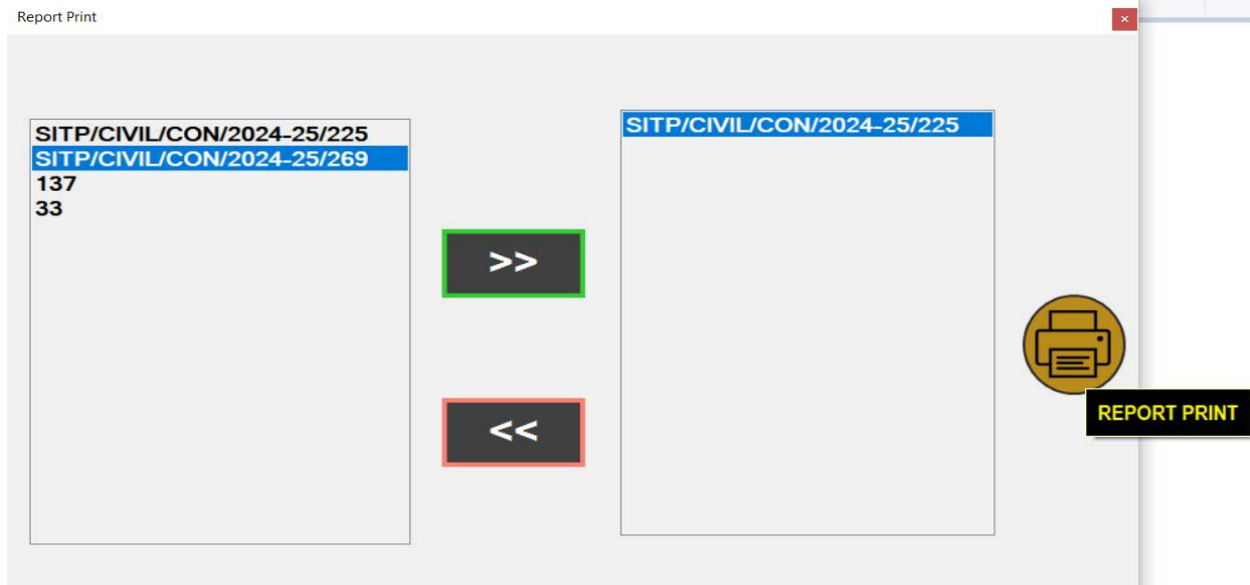 Report Print
×
SITP/CIVIL/CON/2024-25/225
SITP/CIVIL/CON/2024-25/269
137
33
>>
<<
SITP/CIVIL/CON/2024-25/225
REPORT PRINT